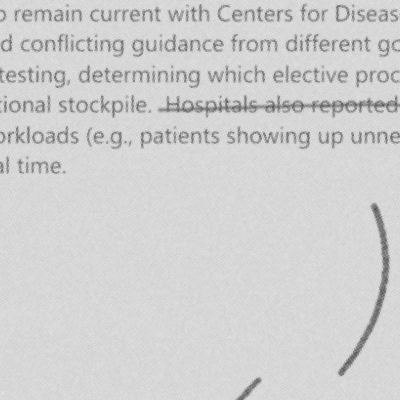 o remain current with Centers for Diseas
d conflicting guidance from different go
testing, determining which elective proc
tional stockpile. Hospitals also reported
orkloads (e.g., patients showing up unne
al time.